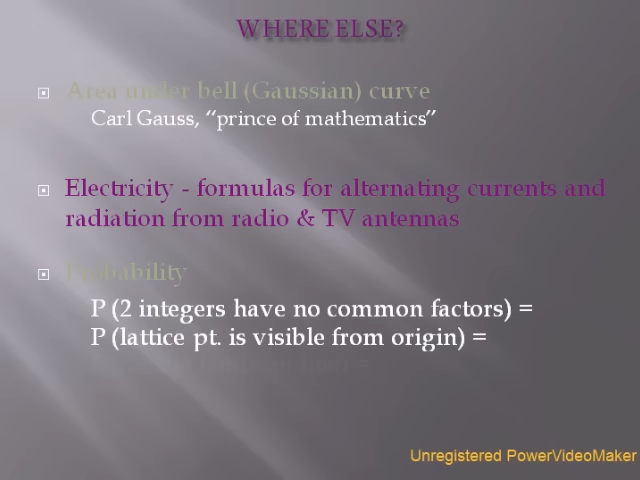 WHERE ELSE?
Area under bell (Gaussian) curve
Carl Gauss, “prince of mathematics”
Electricity - formulas for alternating currents and
radiation from radio & TV antennas
Probability
P (2 integers have no common factors) =
P (lattice pt. is visible from origin) =
Unregistered PowerVideoMaker